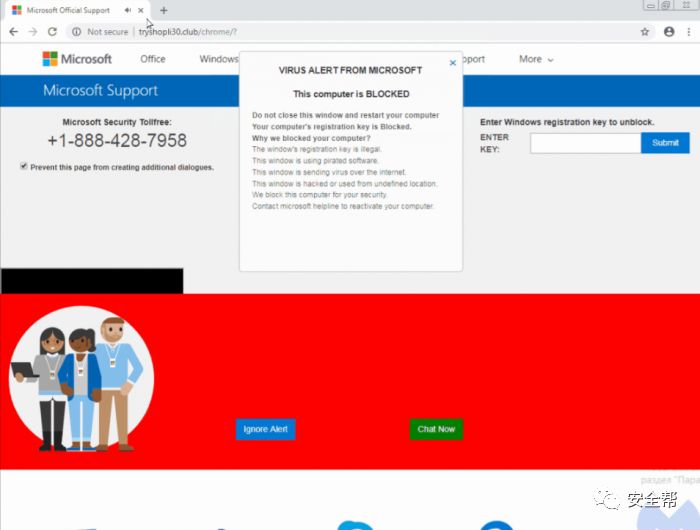 Microsoft Official Support
Not secure | tryshopli30.club/chrome/?
Microsoft
Office
Windows
port
More
Microsoft Support
Microsoft Security Tollfree:
+1-888-428-7958
Prevent this page from creating additional dialogues.
VIRUS ALERT FROM MICROSOFT
This computer is BLOCKED
Do not close this window and restart your computer
Your computer's registration key is Blocked.
Why we blocked your computer?
The window's registration key is illegal.
This window is using pirated software.
This window is sending virus over the internet.
This window is hacked or used from undefined location.
We block this computer for your security.
Contact microsoft helpline to reactivate your computer.
Enter Windows registration key to unblock.
ENTER
KEY:
Submit
Ignore Alert
Chat Now
раздел "Пара
安全帮